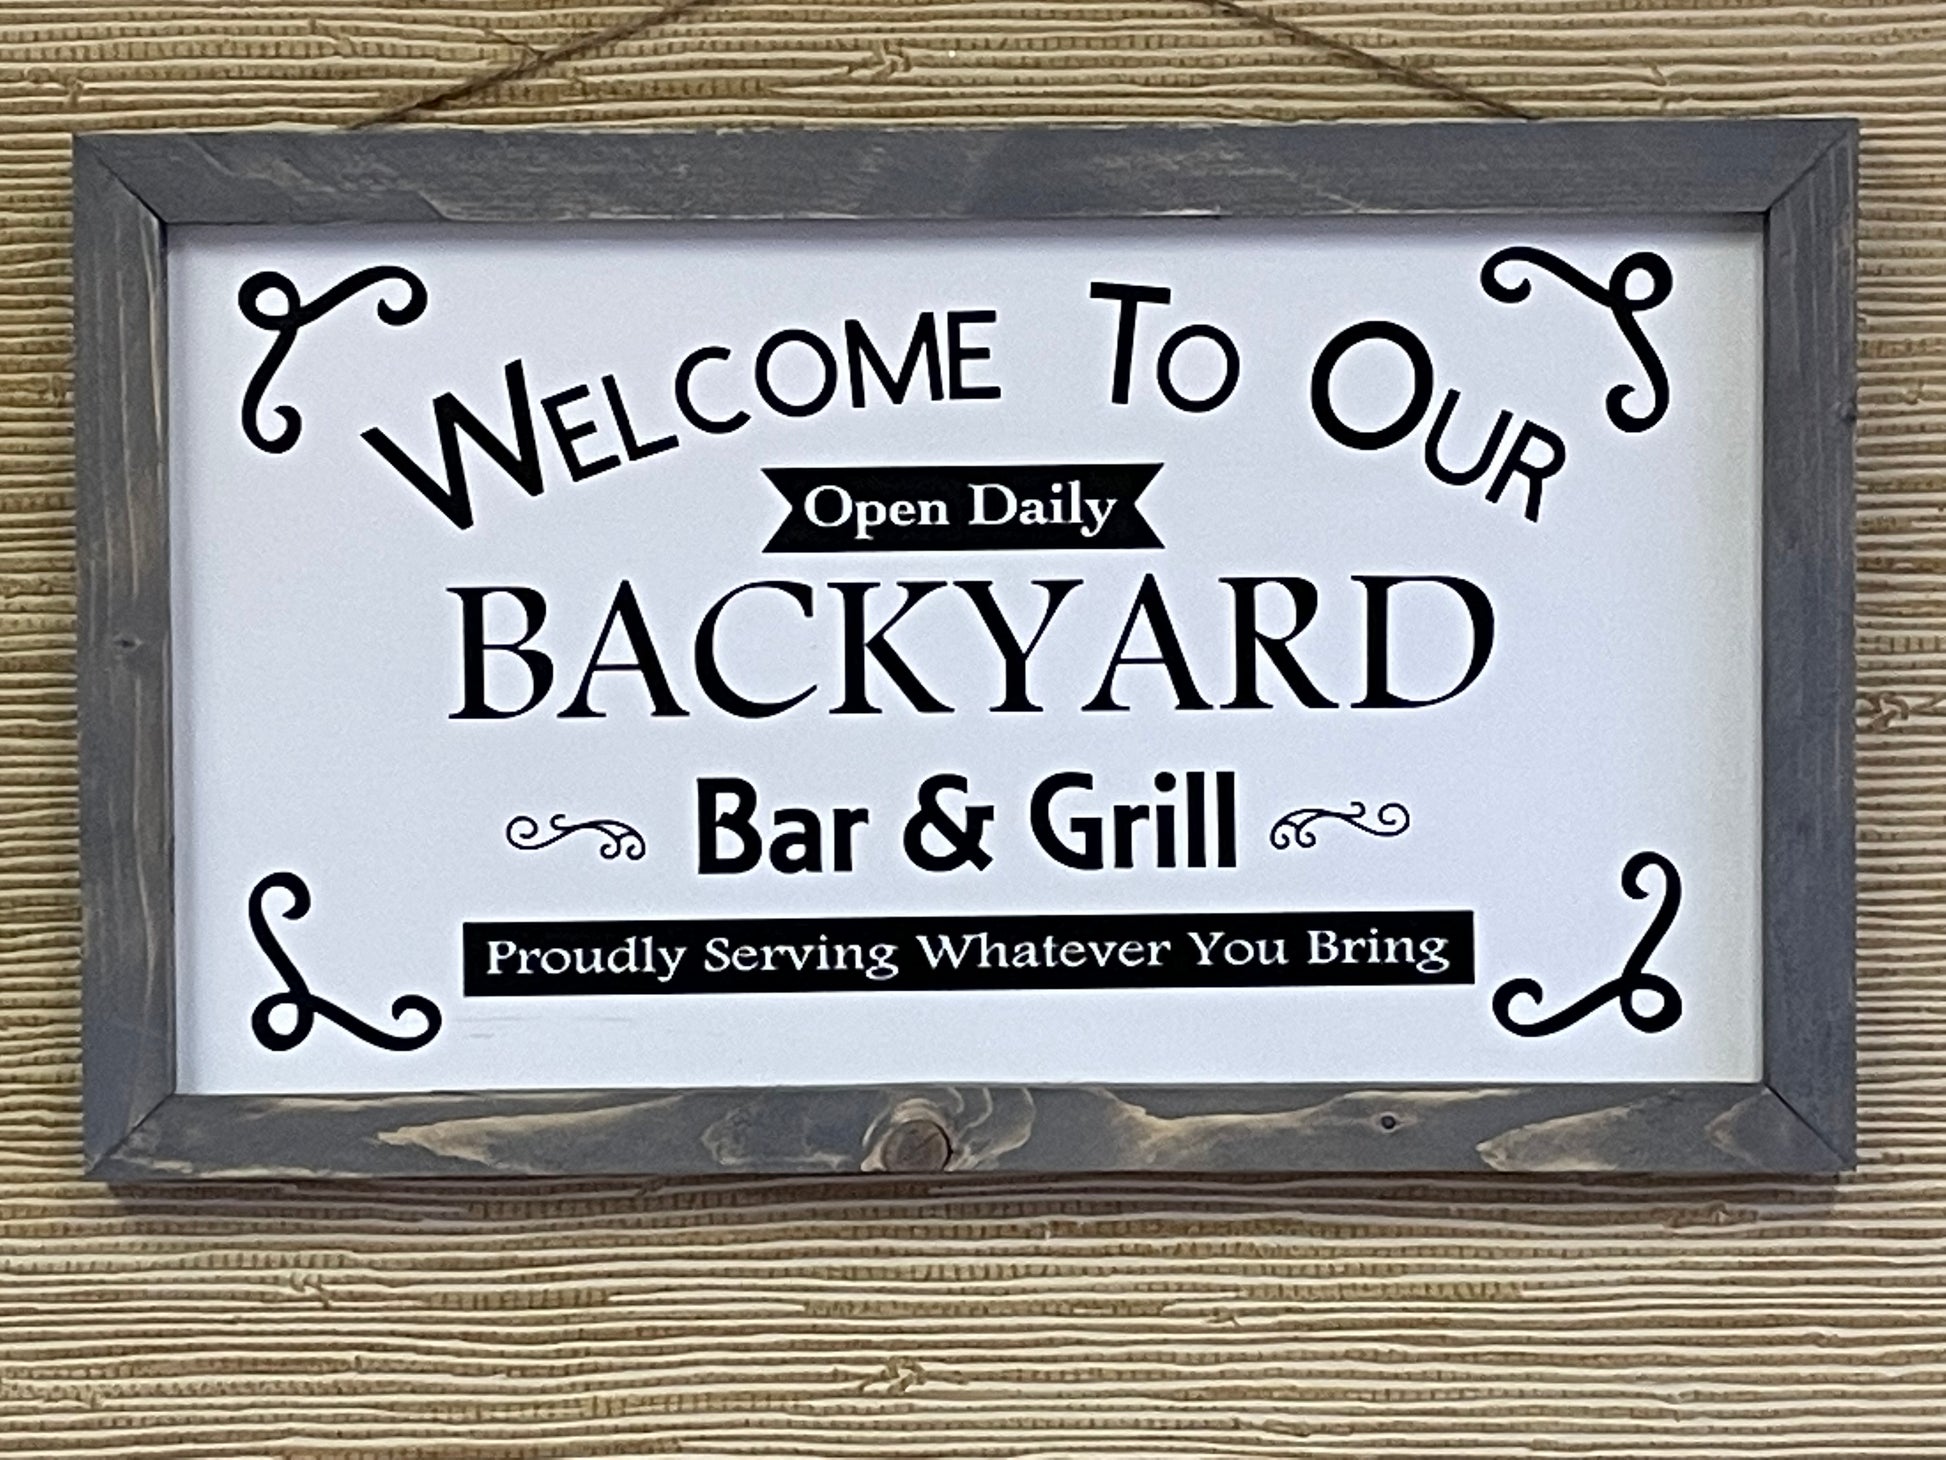 Welcome To Our
Open Daily
BACKYARD
Bar & Grill
Proudly Serving Whatever You Bring